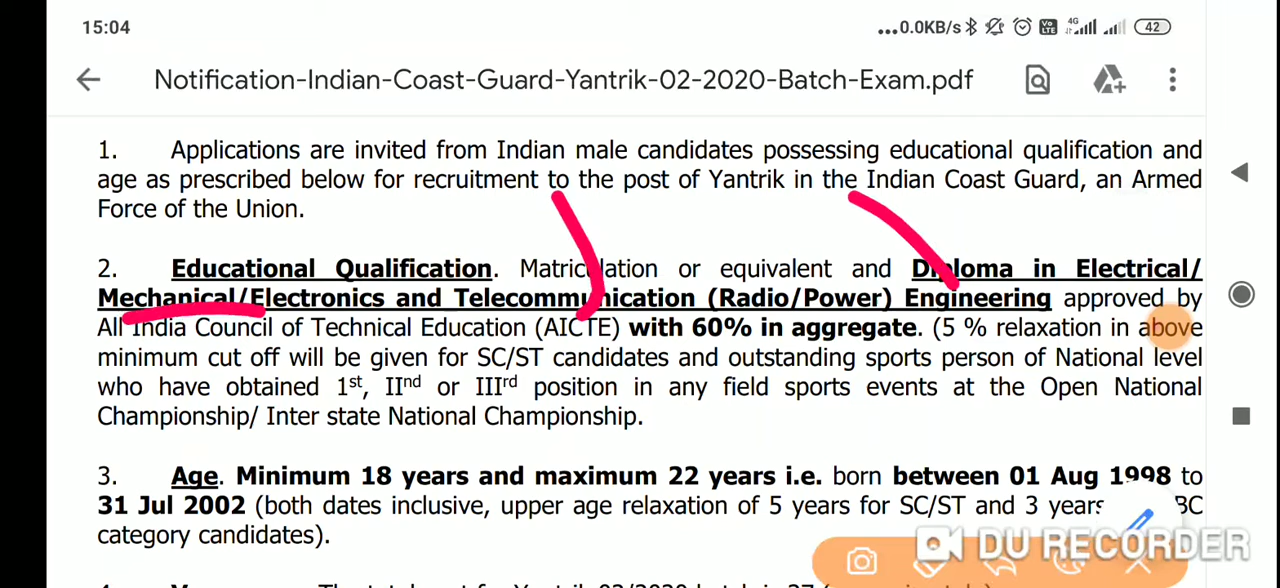 15:04 ...0.0KB/s 4G 42
Notification-Indian-Coast-Guard-Yantrik-02-2020-Batch-Exam.pdf
1. Applications are invited from Indian male candidates possessing educational qualification and
age as prescribed below for recruitment to the post of Yantrik in the Indian Coast Guard, an Armed
Force of the Union.
2. Educational Qualification. Matriculation or equivalent and Diploma in Electrical/
Mechanical/Electronics and Telecommunication (Radio/Power) Engineering approved by
All India Council of Technical Education (AICTE) with 60% in aggregate. (5 % relaxation in above
minimum cut off will be given for SC/ST candidates and outstanding sports person of National level
who have obtained 1st, IInd or IIIrd position in any field sports events at the Open National
Championship/ Inter state National Championship.
3. Age. Minimum 18 years and maximum 22 years i.e. born between 01 Aug 1998 to
31 Jul 2002 (both dates inclusive, upper age relaxation of 5 years for SC/ST and 3 years BC
category candidates).
DU RECORDER